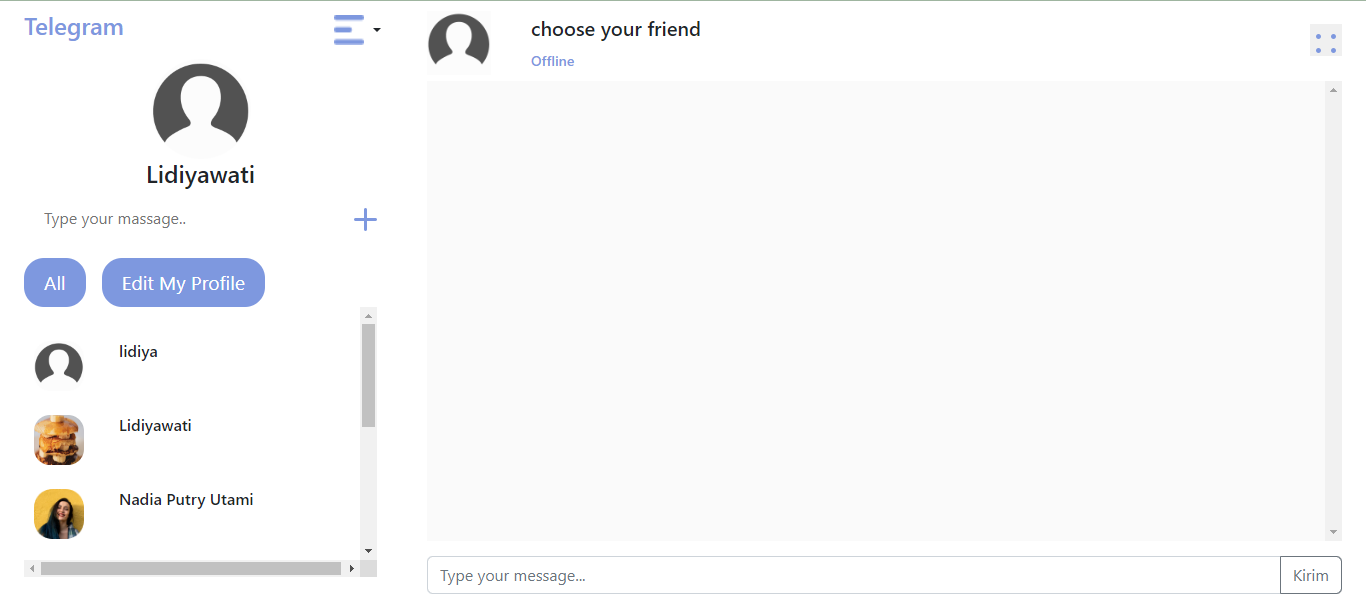 Telegram
Lidiyawati
Type your massage..
All
Edit My Profile
lidiya
Lidiyawati
Nadia Putry Utami
choose your friend
Offline
Type your message...
Kirim